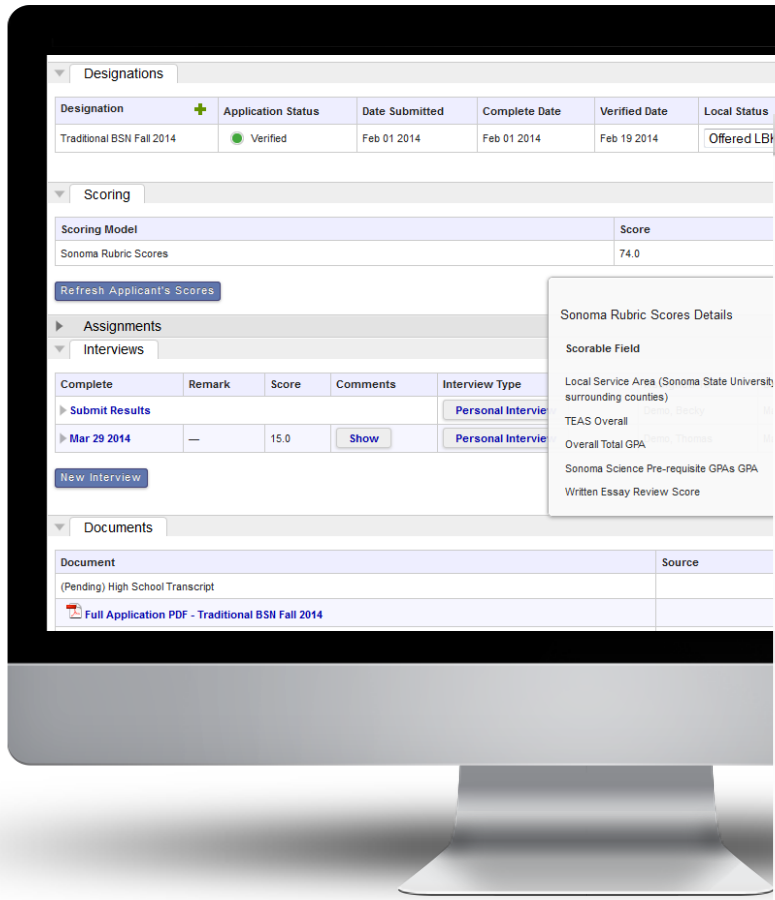 Designations
Designation Application Status Date Submitted Complete Date Verified Date Local Status
Traditional BSN Fall 2014 Verified Feb 01 2014 Feb 01 2014 Feb 19 2014 Offered
Scoring
Scoring Model Score
Sonoma Rubric Scores 74.0
Refresh Applicant's Scores
Assignments
Interviews
Complete Remark Score Comments Interview Type
Submit Results Personal Interview
Mar 29 2014 — 15.0 Show Personal Interview
New Interview
Sonoma Rubric Scores Details
Scorable Field
Local Service Area (Sonoma State University
surrounding counties)
TEAS Overall
Overall Total GPA
Sonoma Science Pre-requisite GPAs GPA
Written Essay Review Score
Documents
Document Source
(Pending) High School Transcript
Full Application PDF - Traditional BSN Fall 2014